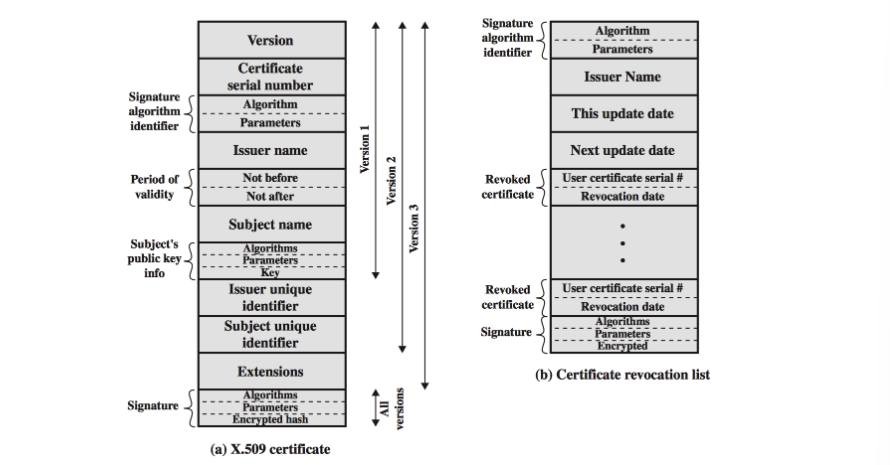 Version
Certificate
serial number
Signature
algorithm
identifier
Algorithm
Parameters
Issuer name
Period of
validity
Not before
Not after
Subject name
Subject's
public key
info
Algorithms
Parameters
Key
Issuer unique
identifier
Subject unique
identifier
Extensions
Signature
Algorithms
Parameters
Encrypted hash
Version 1
Version 2
Version 3
All
versions
(a) X.509 certificate
Signature
algorithm
identifier
Algorithm
Parameters
Issuer Name
This update date
Next update date
Revoked
certificate
User certificate serial #
Revocation date
Revoked
certificate
User certificate serial #
Revocation date
Signature
Algorithms
Parameters
Encrypted
(b) Certificate revocation list